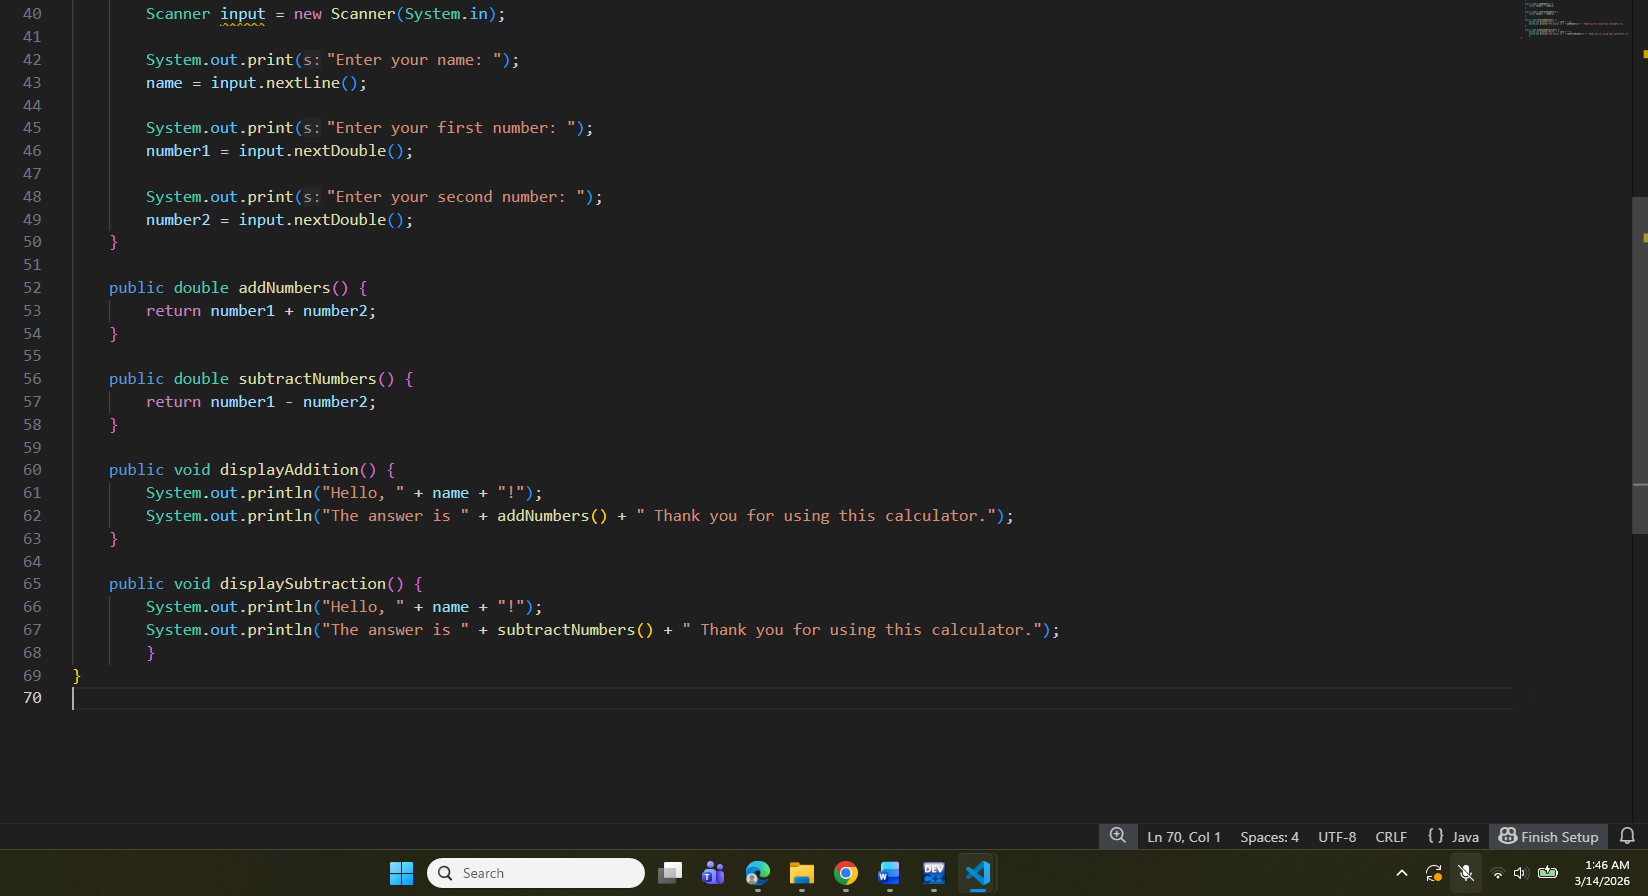 40 Scanner input = new Scanner(System.in);
41
42 System.out.print(s:"Enter your name: ");
43 name = input.nextLine();
44
45 System.out.print(s:"Enter your first number: ");
46 number1 = input.nextDouble();
47
48 System.out.print(s:"Enter your second number: ");
49 number2 = input.nextDouble();
50 }
51
52 public double addNumbers() {
53 return number1 + number2;
54 }
55
56 public double subtractNumbers() {
57 return number1 - number2;
58 }
59
60 public void displayAddition() {
61 System.out.println("Hello, " + name + "!");
62 System.out.println("The answer is " + addNumbers() + " Thank you for using this calculator.");
63 }
64
65 public void displaySubtraction() {
66 System.out.println("Hello, " + name + "!");
67 System.out.println("The answer is " + subtractNumbers() + " Thank you for using this calculator.");
68 }
69 }
70
Ln 70, Col 1 Spaces: 4 UTF-8 CRLF {} Java Finish Setup
Search
DEV
1:46 AM
3/14/2026